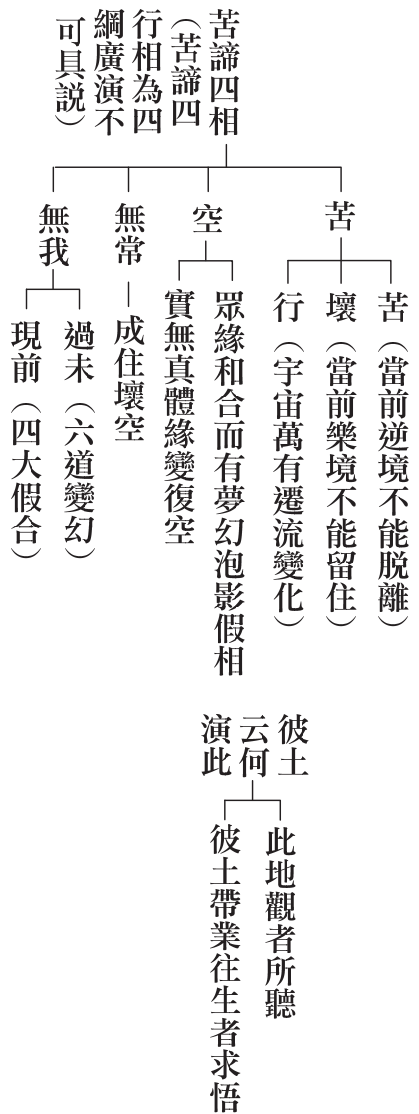 苦諦四相
（苦諦四
行相為四
綱廣演不
可具説）
苦
苦（當前逆境不能脱離）
壞（當前樂境不能留住）
行（宇宙萬有遷流變化）
空
眾緣和合而有夢幻泡影假相
實無真體緣變復空
無常
成住壞空
無我
過未（六道變幻）
現前（四大假合）
彼土
云何
演此
此地觀者所聽
彼土帶業往生者求悟